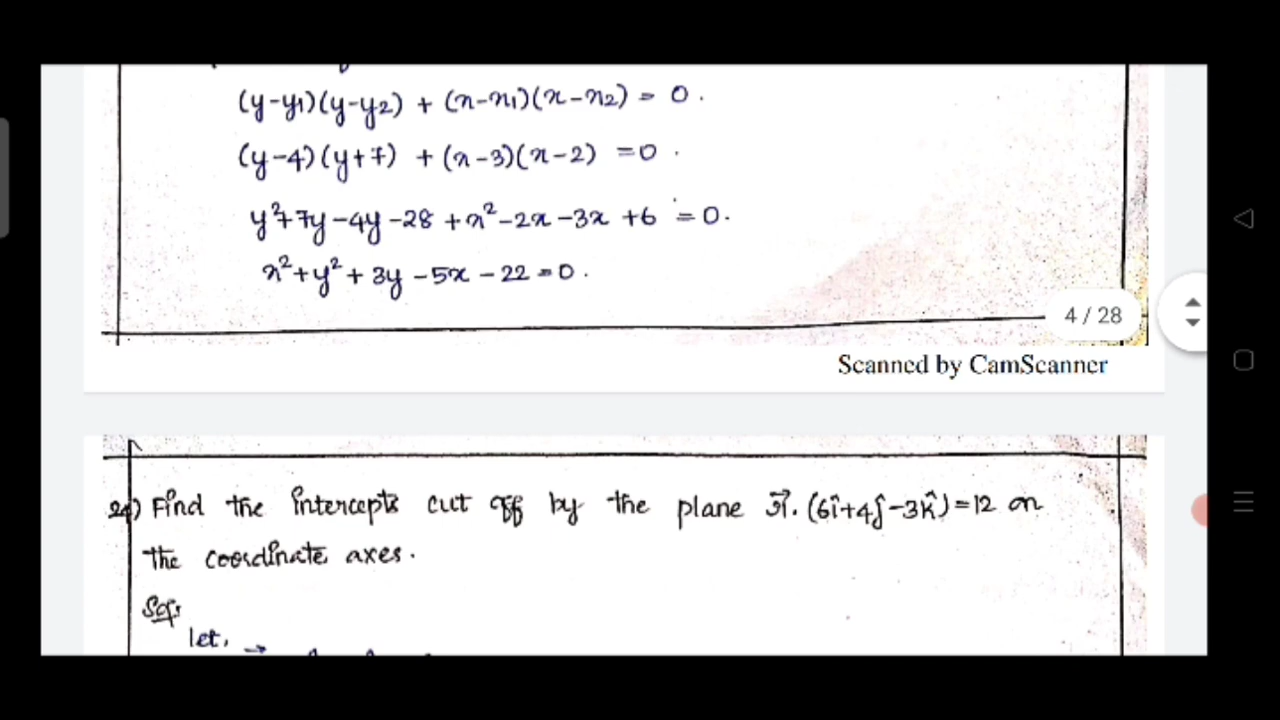 (y-y₁)(y-y₂) + (x-x₁)(x-x₂) = 0.
(y-4)(y+7) + (x-3)(x-2) = 0.
y²+7y-4y-28+x²-2x-3x+6 = 0.
x²+y²+3y-5x-22=0.
4 / 28
Scanned by CamScanner
24) Find the intercepts cut off by the plane r⃗.(6î+4ĵ-3k̂)=12 on
the coordinate axes.
Sol:
let,